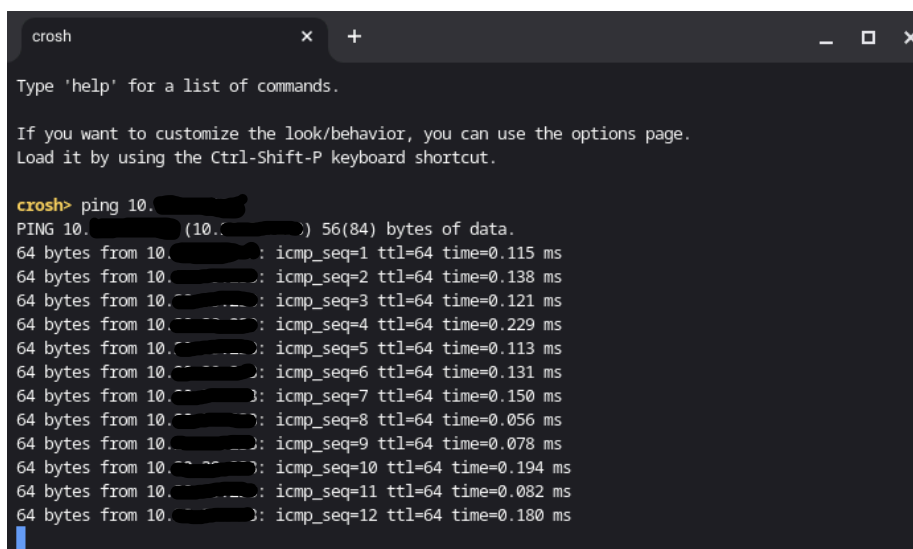 crosh
Type 'help' for a list of commands.
If you want to customize the look/behavior, you can use the options page.
Load it by using the Ctrl-Shift-P keyboard shortcut.
crosh> ping 10.
PING 10. (10. ) 56(84) bytes of data.
64 bytes from 10. : icmp_seq=1 ttl=64 time=0.115 ms
64 bytes from 10. : icmp_seq=2 ttl=64 time=0.138 ms
64 bytes from 10. : icmp_seq=3 ttl=64 time=0.121 ms
64 bytes from 10. : icmp_seq=4 ttl=64 time=0.229 ms
64 bytes from 10. : icmp_seq=5 ttl=64 time=0.113 ms
64 bytes from 10. : icmp_seq=6 ttl=64 time=0.131 ms
64 bytes from 10. : icmp_seq=7 ttl=64 time=0.150 ms
64 bytes from 10. : icmp_seq=8 ttl=64 time=0.056 ms
64 bytes from 10. : icmp_seq=9 ttl=64 time=0.078 ms
64 bytes from 10. : icmp_seq=10 ttl=64 time=0.194 ms
64 bytes from 10. : icmp_seq=11 ttl=64 time=0.082 ms
64 bytes from 10. : icmp_seq=12 ttl=64 time=0.180 ms